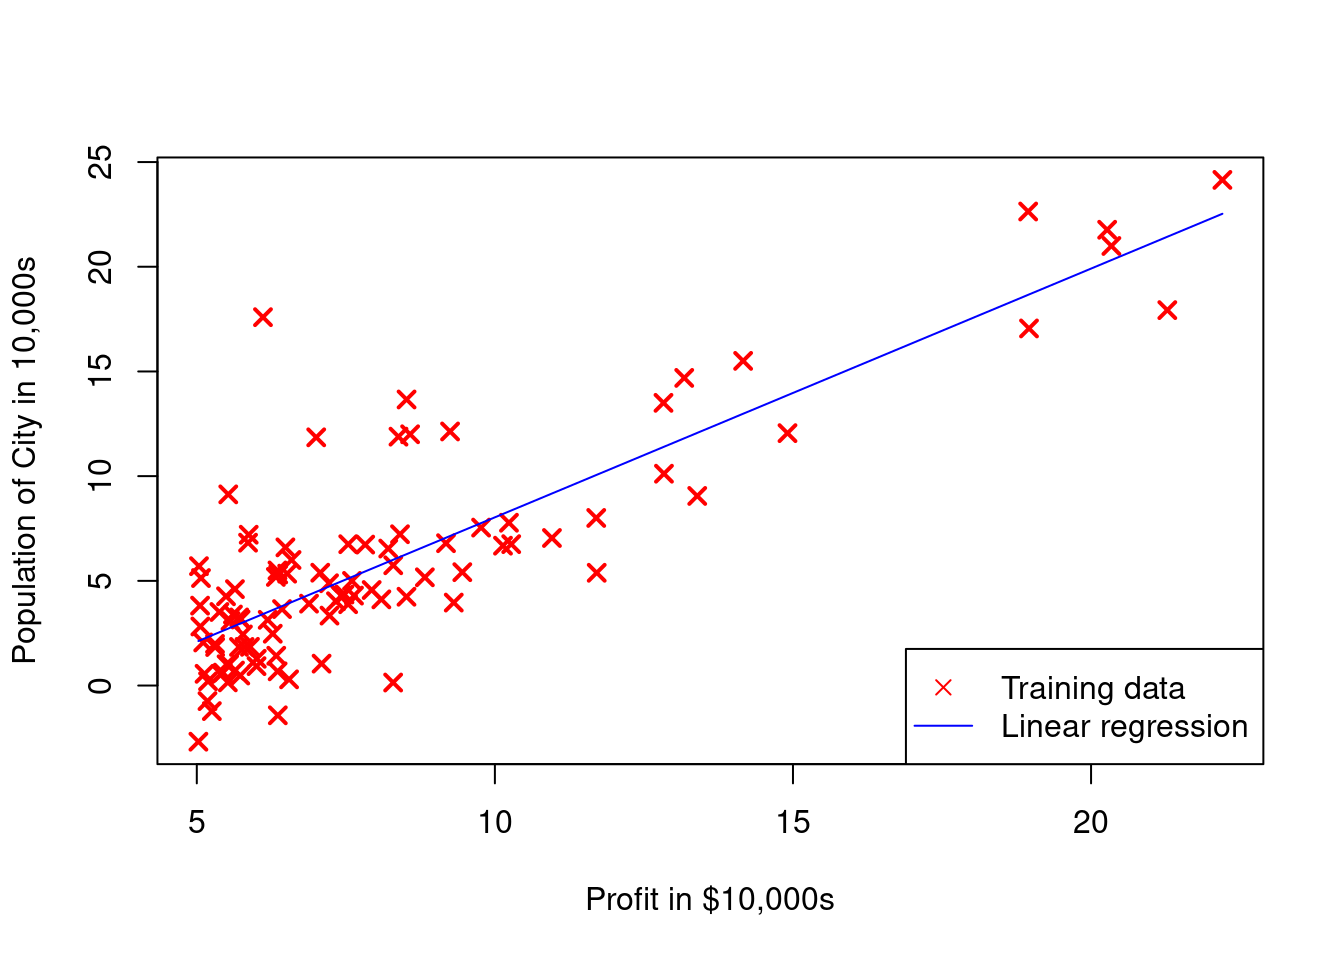 Population of City in 10,000s
25
20
15
10
5
0
5 10 15 20
Profit in $10,000s
Training data
Linear regression